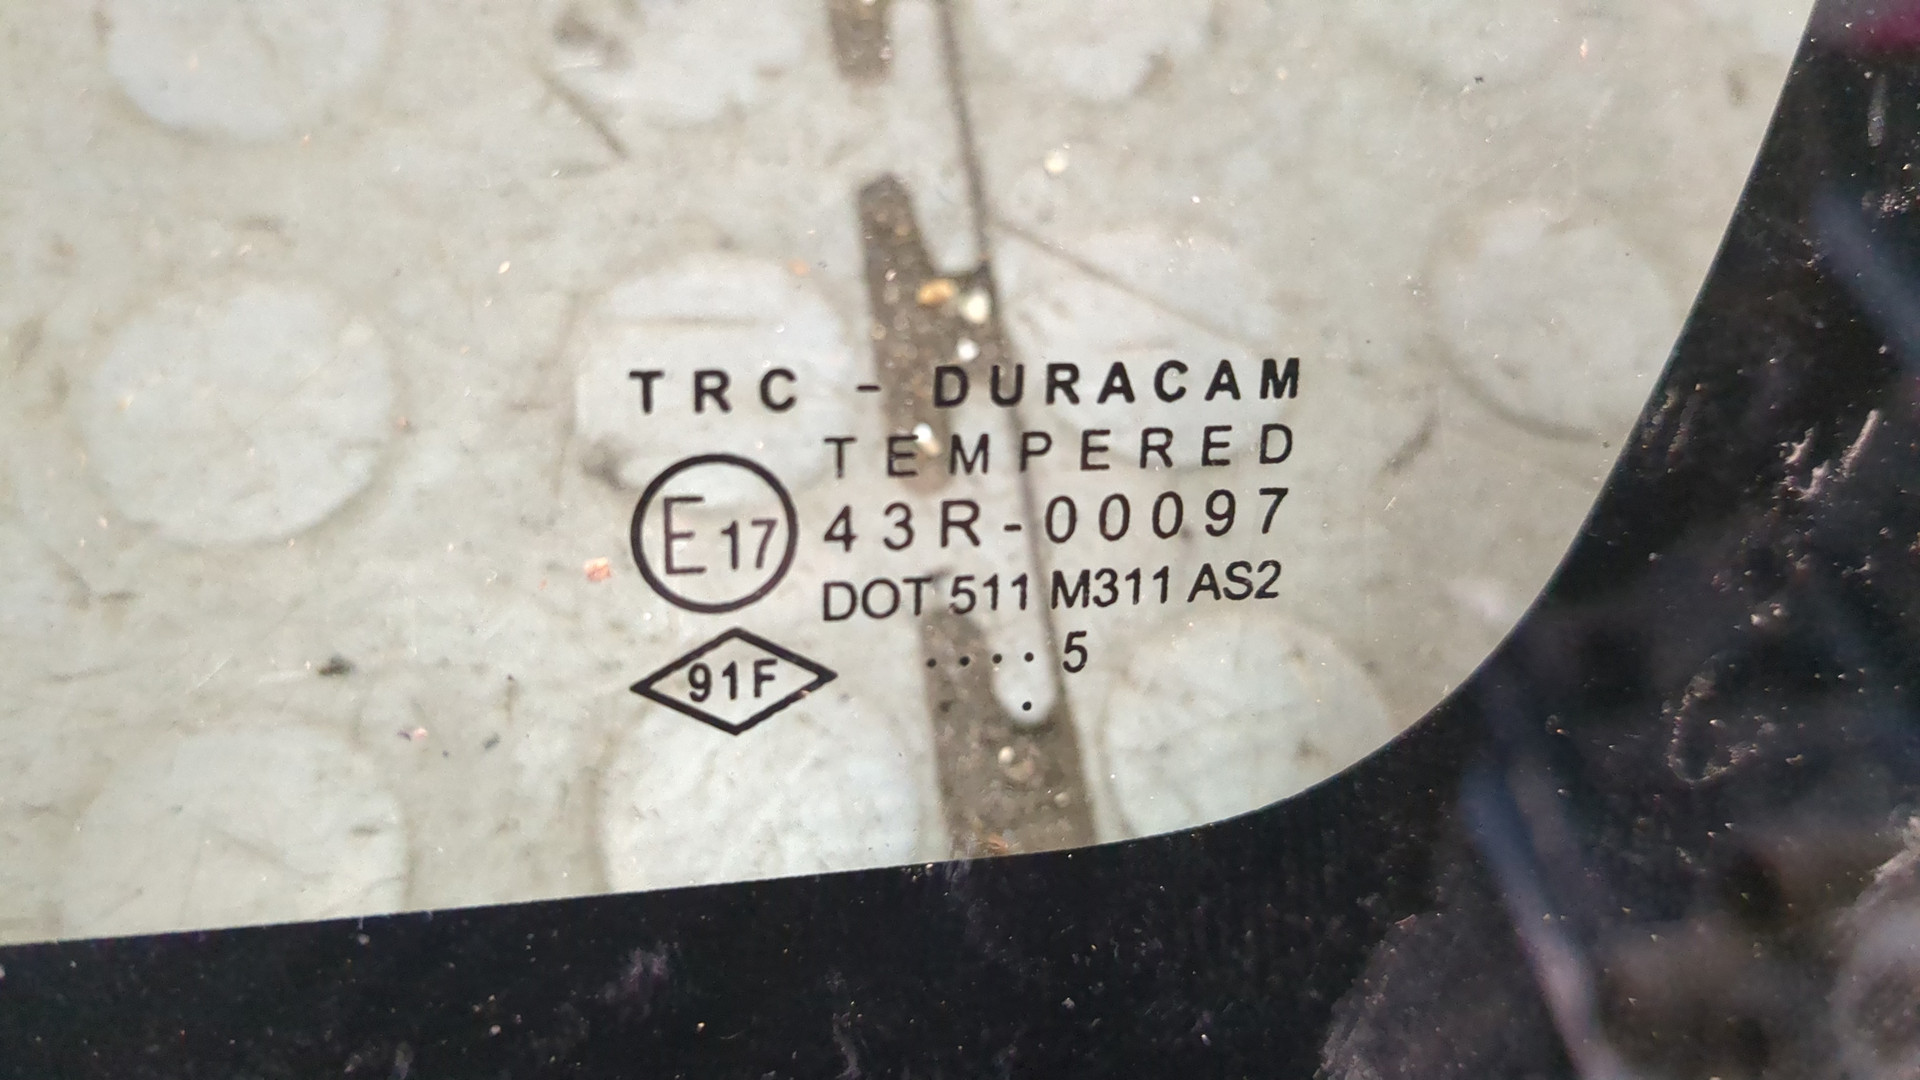 TRC - DURACAM
TEMPERED
E17 43R-00097
DOT 511 M311 AS2
91F
....5
.